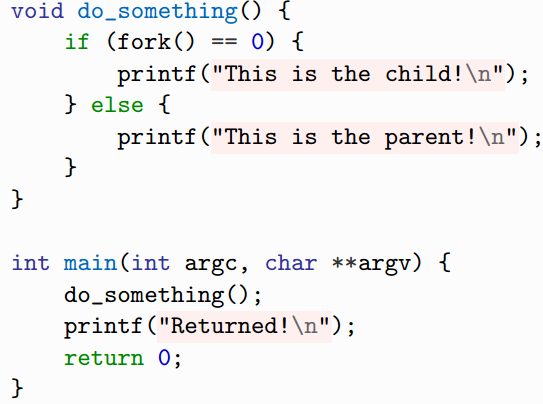 void do_something() {
    if (fork() == 0) {
        printf("This is the child!\n");
    } else {
        printf("This is the parent!\n");
    }
}

int main(int argc, char **argv) {
    do_something();
    printf("Returned!\n");
    return 0;
}